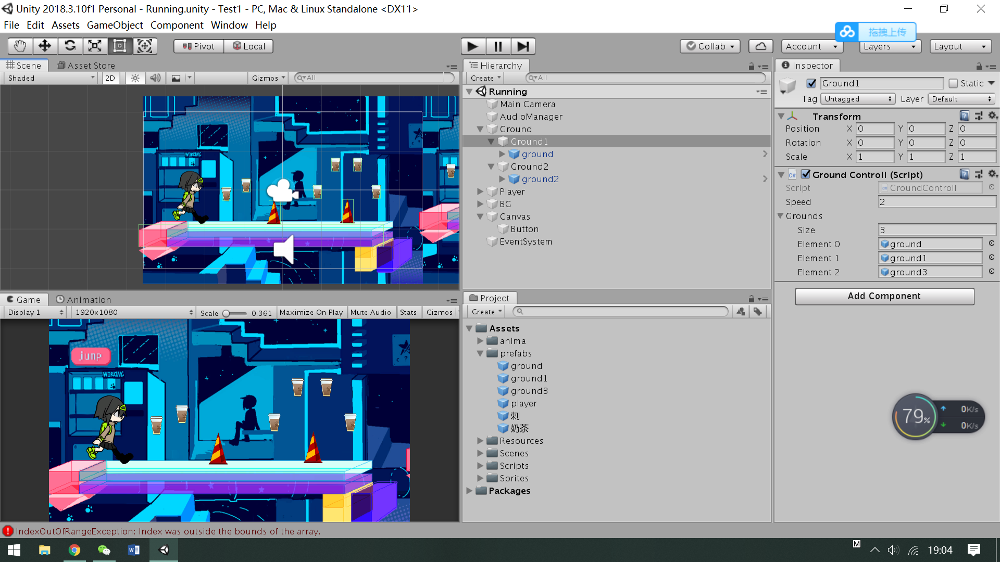 Unity 2018.3.10f1 Personal - Running.unity - Test1 - PC, Mac & Linux Standalone <DX11>
File Edit Assets GameObject Component Window Help
拖拽上传
Pivot Local Collab Account Layers Layout
Scene Asset Store
Shaded 2D Gizmos All
Hierarchy
Create All
Running
Main Camera
AudioManager
Ground
Ground1
ground
Ground2
ground2
Player
BG
Canvas
Button
EventSystem
Inspector
Ground1 Static
Tag Untagged Layer Default
Transform
Position X 0 Y 0 Z 0
Rotation X 0 Y 0 Z 0
Scale X 1 Y 1 Z 1
Ground Controll (Script)
Script GroundControll
Speed 2
Grounds
Size 3
Element 0 ground
Element 1 ground1
Element 2 ground3
Add Component
WORKING
Game Animation
Display 1 1920x1080 Scale 0.361 Maximize On Play Mute Audio Stats Gizmos
jump
WORKING
Project
Create
Assets
anima
prefabs
ground
ground1
ground3
player
刺
奶茶
Resources
Scenes
Scripts
Sprites
Packages
79%
0K/s
0K/s
IndexOutOfRangeException: Index was outside the bounds of the array.
M
19:04